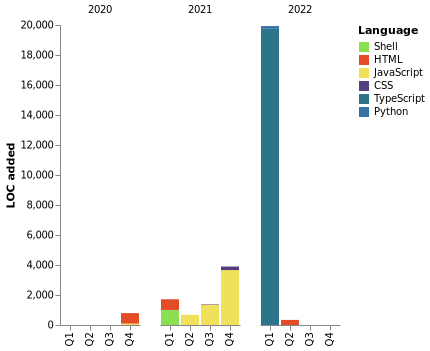 2020 2021 2022
Language
Shell
HTML
JavaScript
CSS
TypeScript
Python
LOC added
20,000
18,000
16,000
14,000
12,000
10,000
8,000
6,000
4,000
2,000
0
Q1 Q2 Q3 Q4 Q1 Q2 Q3 Q4 Q1 Q2 Q3 Q4